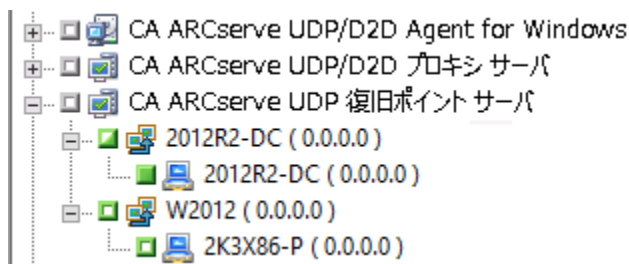 CA ARCserve UDP/D2D Agent for Windows
CA ARCserve UDP/D2D プロキシ サーバ
CA ARCserve UDP 復旧ポイント サーバ
2012R2-DC ( 0.0.0.0 )
2012R2-DC ( 0.0.0.0 )
W2012 ( 0.0.0.0 )
2K3X86-P ( 0.0.0.0 )